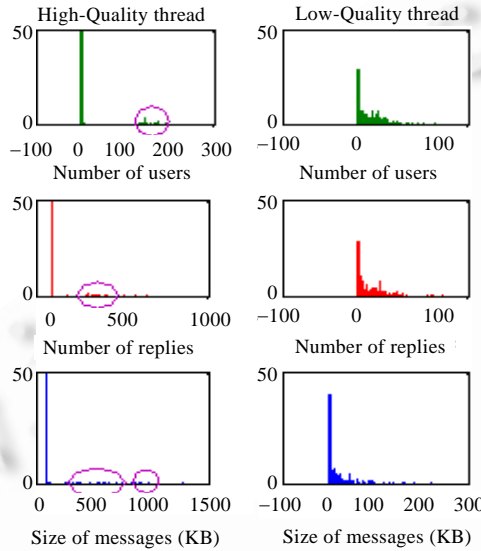 High-Quality thread Low-Quality thread
50 50
0 0
−100 0 100 200 300 −100 0 100
Number of users Number of users
50 50
0 0
0 500 1000 −100 0 100
Number of replies Number of replies
50 50
0 0
0 500 1000 1500 −100 0 100 200 300
Size of messages (KB) Size of messages (KB)